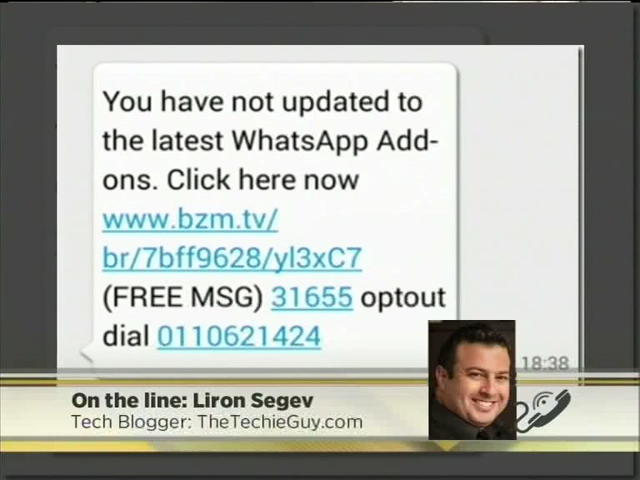 You have not updated to
the latest WhatsApp Add-
ons. Click here now
www.bzm.tv/
br/7bff9628/yl3xC7
(FREE MSG) 31655 optout
dial 0110621424
18:38
On the line: Liron Segev
Tech Blogger: TheTechieGuy.com